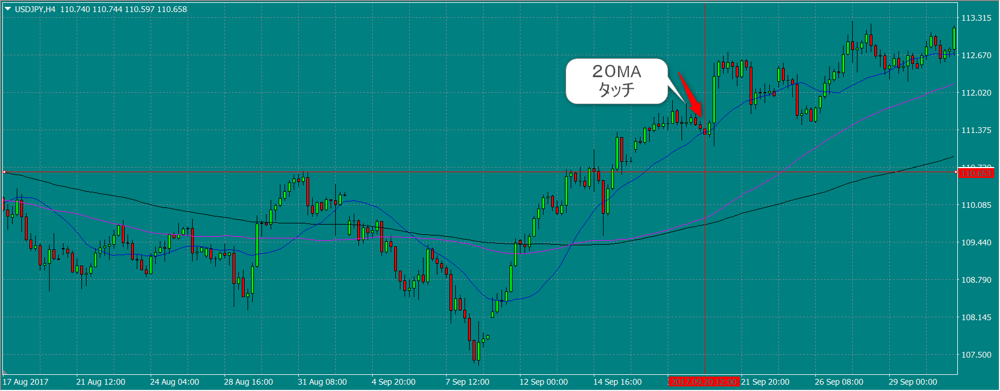 USDJPY,H4 110.740 110.744 110.597 110.658
113.315
112.670
２０MA
タッチ
112.020
111.375
110.653
110.085
109.440
108.790
108.145
107.500
17 Aug 2017 21 Aug 12:00 24 Aug 04:00 28 Aug 16:00 31 Aug 08:00 4 Sep 20:00 7 Sep 12:00 12 Sep 00:00 14 Sep 16:00 2017.09.20 12:00 21 Sep 20:00 26 Sep 08:00 29 Sep 00:00